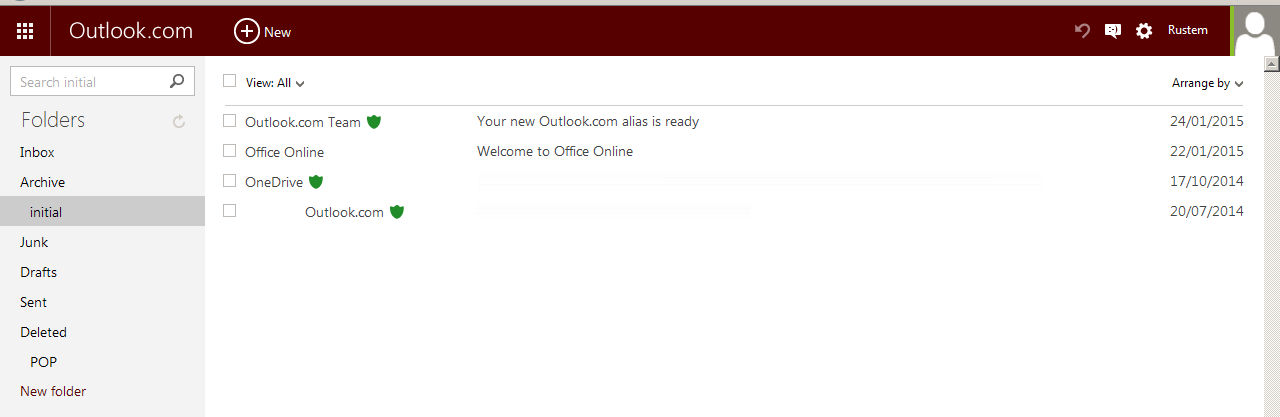 Outlook.com New Rustem
Search initial View: All Arrange by
Folders
Outlook.com Team Your new Outlook.com alias is ready 24/01/2015
Inbox Office Online Welcome to Office Online 22/01/2015
Archive OneDrive 17/10/2014
initial Outlook.com 20/07/2014
Junk
Drafts
Sent
Deleted
POP
New folder